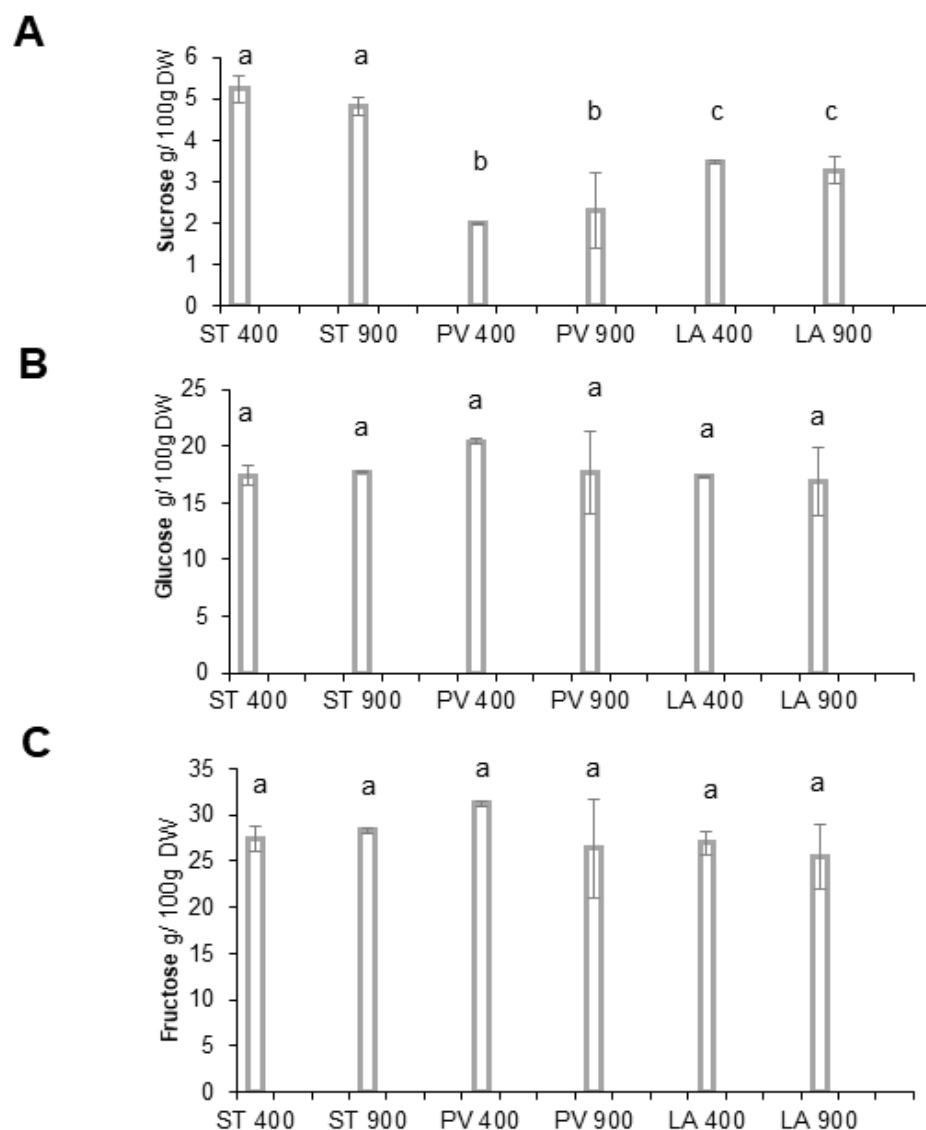 A
Sucrose g/ 100g DW
6
5
4
3
2
1
0
a a b b c c
ST 400 ST 900 PV 400 PV 900 LA 400 LA 900
B
Glucose g/ 100g DW
25
20
15
10
5
0
a a a a a a
ST 400 ST 900 PV 400 PV 900 LA 400 LA 900
C
Fructose g/ 100g DW
35
30
25
20
15
10
5
0
a a a a a a
ST 400 ST 900 PV 400 PV 900 LA 400 LA 900